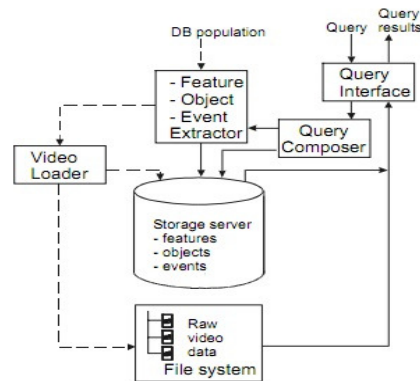 DB population
Query
Query
results
- Feature
- Object
- Event
Extractor
Query
Interface
Query
Composer
Video
Loader
Storage server
- features
- objects
- events
Raw
video
data
File system